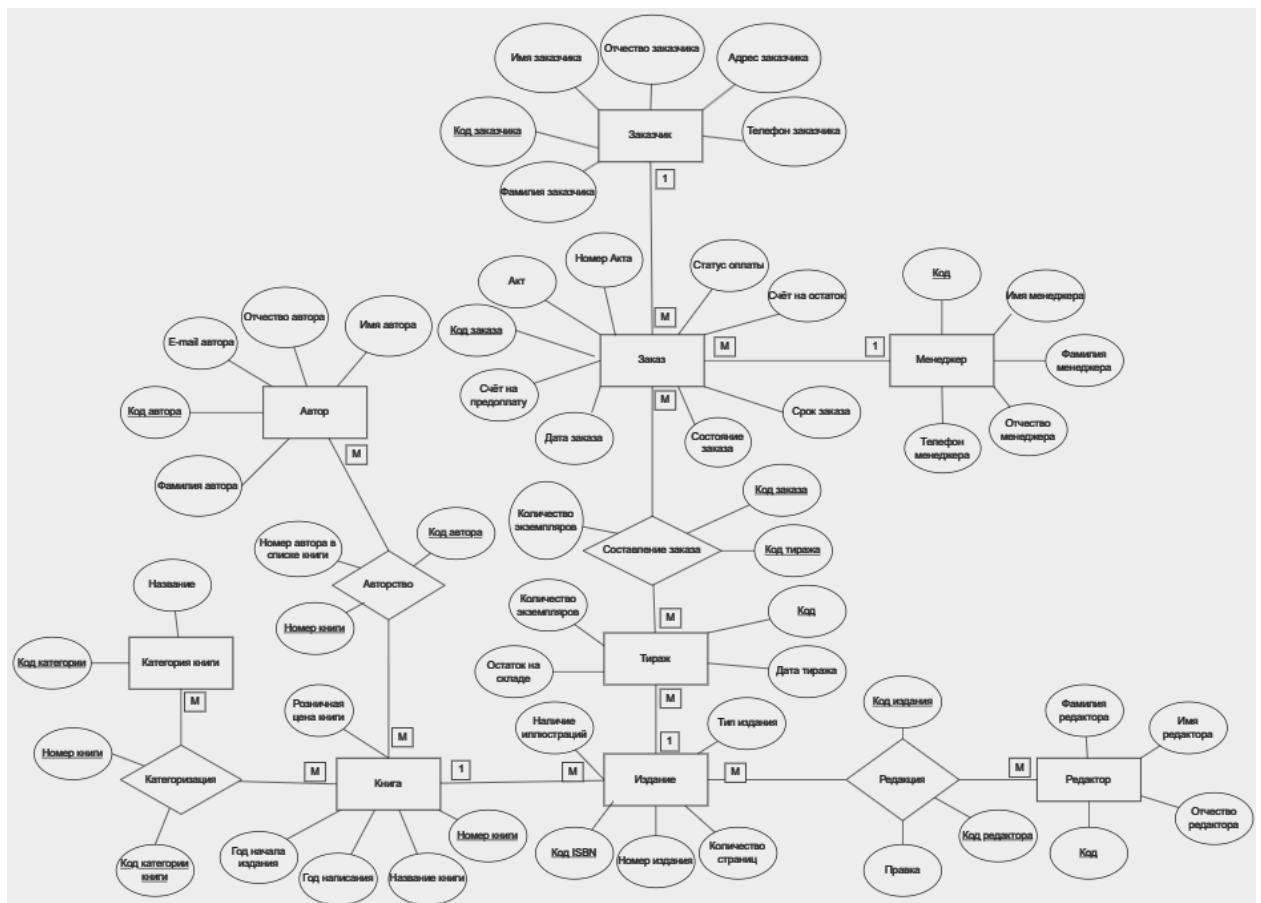 Отчество заказчика
Имя заказчика
Адрес заказчика
Код заказчика
Заказчик
Телефон заказчика
Фамилия заказчика
1
Номер Акта
Статус оплаты
Код
Акт
Счёт на остаток
Имя менеджера
Отчество автора
Имя автора
M
Код заказа
E-mail автора
Заказ
M
1
Менеджер
Фамилия
менеджера
Счёт на
предоплату
Код автора
Автор
M
Срок заказа
Дата заказа
Состояние
заказа
Телефон
менеджера
Отчество
менеджера
M
Фамилия автора
Код заказа
Количество
экземпляров
Код автора
Номер автора в
списке книги
Составление заказа
Код тиража
Название
Авторство
Количество
экземпляров
Код
M
Номер книги
Код категории
Категория книги
Тираж
Остаток на
складе
Дата тиража
M
M
Код издания
Розничная
цена книги
Фамилия
редактора
Имя
редактора
Наличие
иллюстраций
Тип издания
M
1
Номер книги
Категоризация
M
Книга
1
M
Издание
M
Редакция
M
Редактор
Отчество
редактора
Номер книги
Код редактора
Год начала
издания
Код ISBN
Номер издания
Количество
страниц
Код
Код категории
книги
Год написания
Название книги
Правка